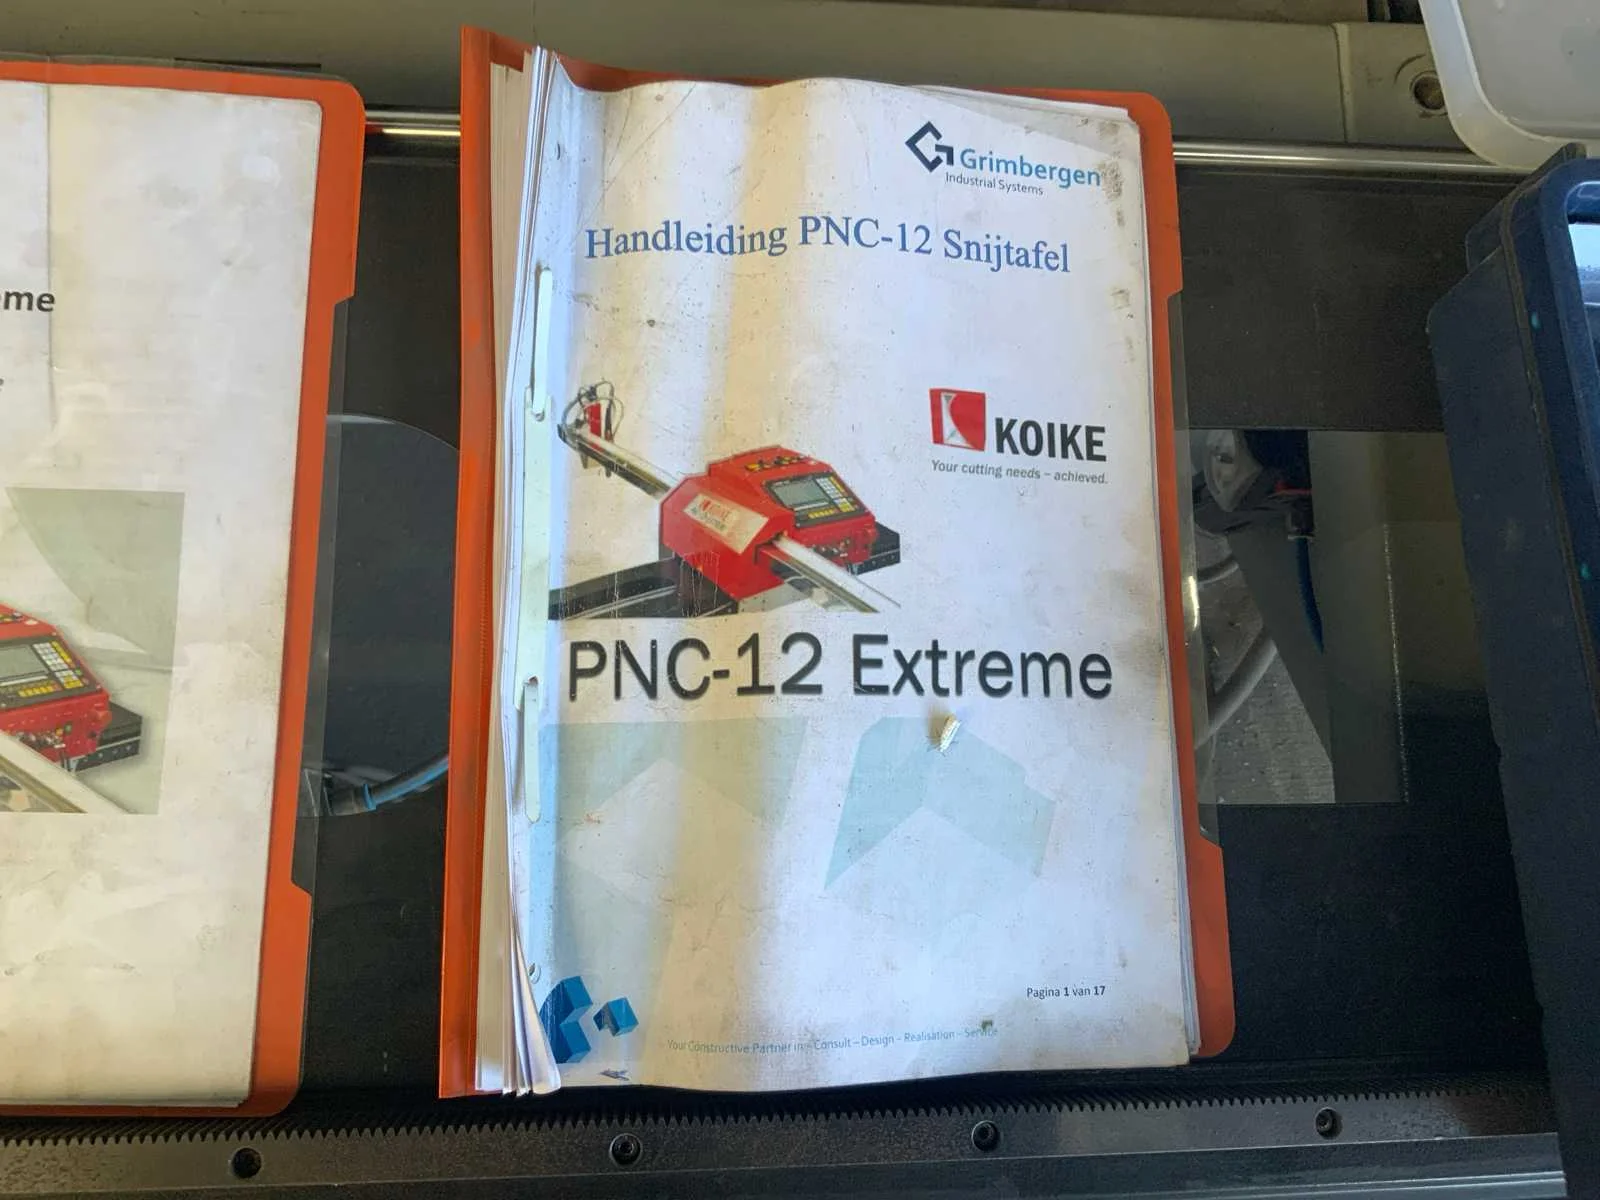 me
Grimbergen
Industrial Systems
Handleiding PNC-12 Snijtafel
KOIKE
Your cutting needs – achieved.
KOIKE
PNC-12 Extreme
Pagina 1 van 17
Your Constructive Partner in – Consult – Design – Realisation – Service